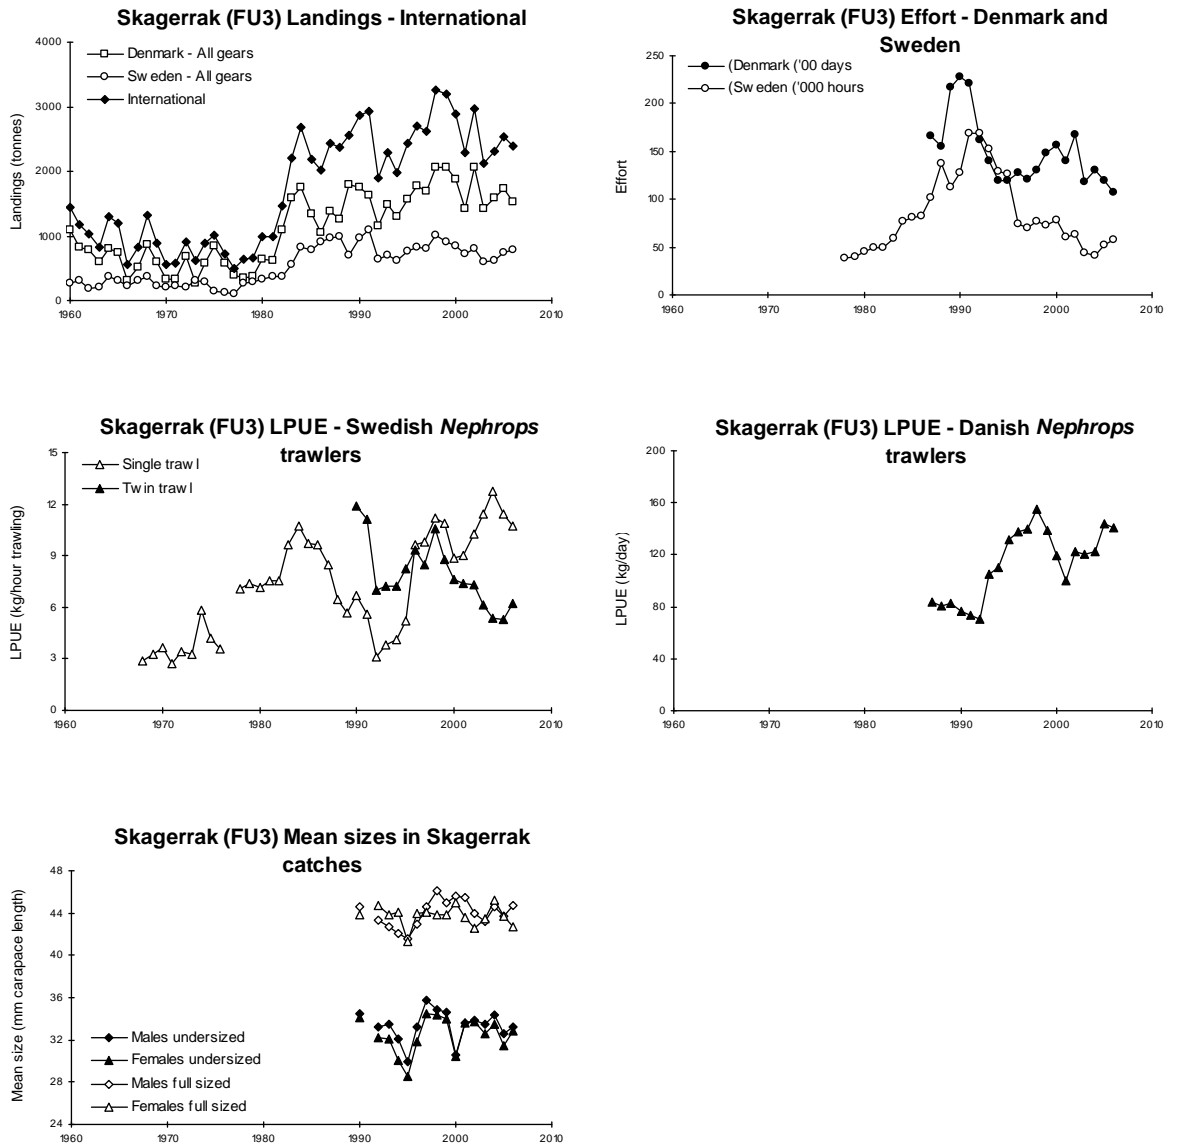 Skagerrak (FU3) Landings - International
4000
3000
2000
1000
0
Landings (tonnes)
Denmark - All gears
Sweden - All gears
International
1960 1970 1980 1990 2000 2010
Skagerrak (FU3) Effort - Denmark and
Sweden
250
200
150
100
50
0
Effort
(Denmark ('00 days
(Sweden ('000 hours
1960 1970 1980 1990 2000 2010
Skagerrak (FU3) LPUE - Swedish Nephrops
trawlers
15
12
9
6
3
0
LPUE (kg/hour trawling)
Single trawl
Twin trawl
1960 1970 1980 1990 2000 2010
Skagerrak (FU3) LPUE - Danish Nephrops
trawlers
200
160
120
80
40
0
LPUE (kg/day)
1960 1970 1980 1990 2000 2010
Skagerrak (FU3) Mean sizes in Skagerrak
catches
48
44
40
36
32
28
24
Mean size (mm carapace length)
Males undersized
Females undersized
Males full sized
Females full sized
1960 1970 1980 1990 2000 2010